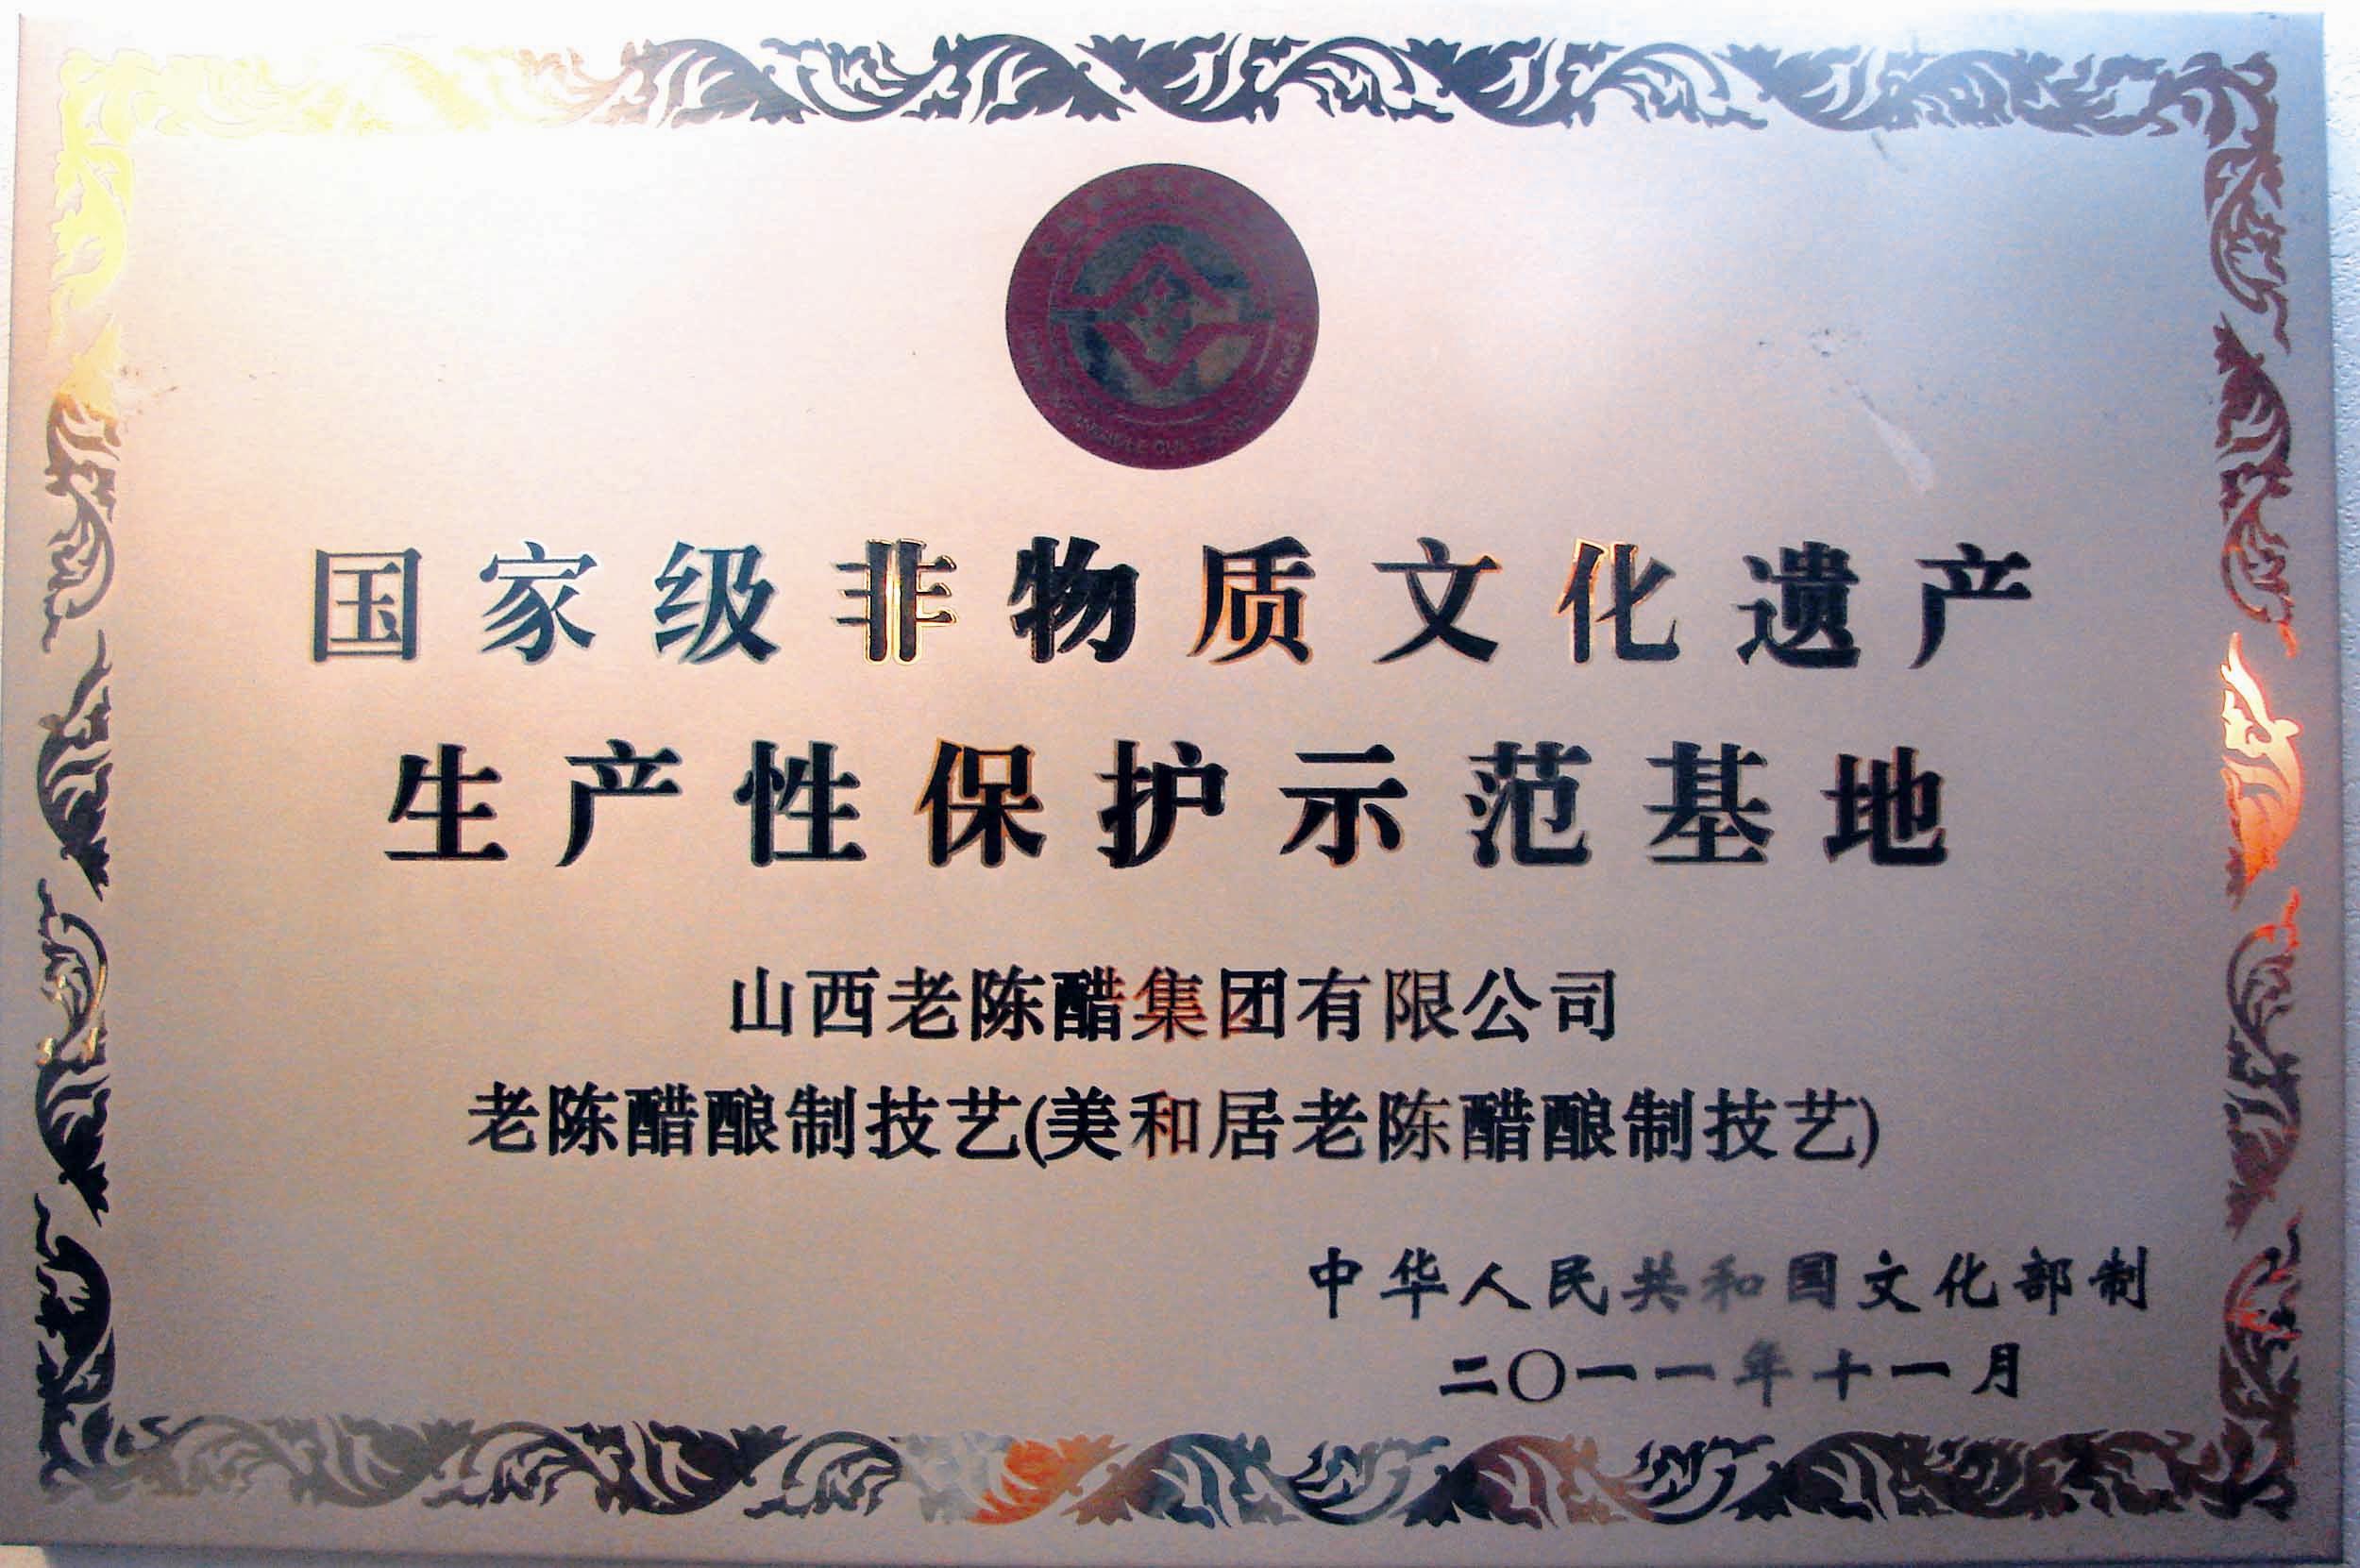 国家级非物质文化遗产
生产性保护示范基地
山西老陈醋集团有限公司
老陈醋酿制技艺(美和居老陈醋酿制技艺)
中华人民共和国文化部制
二〇一一年十一月